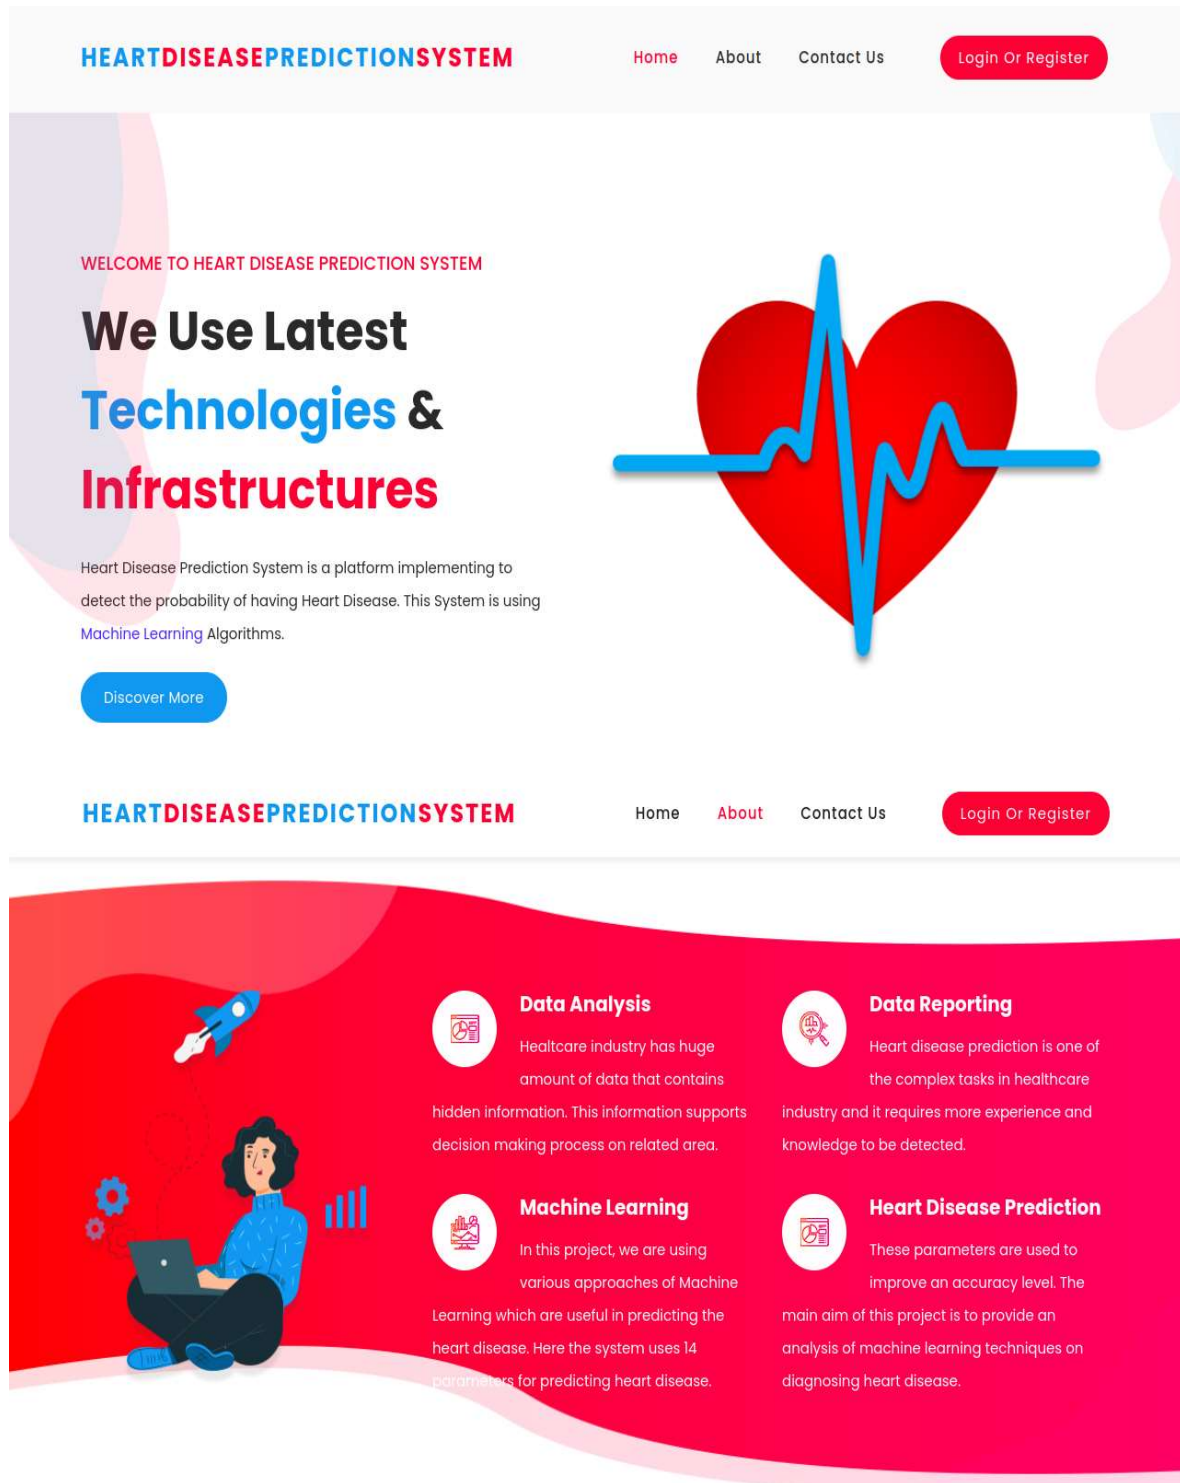 HEARTDISEASEPREDICTIONSYSTEM
Home About Contact Us Login Or Register
WELCOME TO HEART DISEASE PREDICTION SYSTEM
We Use Latest
Technologies &
Infrastructures
Heart Disease Prediction System is a platform implementing to
detect the probability of having Heart Disease. This System is using
Machine Learning Algorithms.
Discover More
HEARTDISEASEPREDICTIONSYSTEM
Home About Contact Us Login Or Register
Data Analysis
Healtcare industry has huge
amount of data that contains
hidden information. This information supports
decision making process on related area.
Data Reporting
Heart disease prediction is one of
the complex tasks in healthcare
industry and it requires more experience and
knowledge to be detected.
Machine Learning
In this project, we are using
various approaches of Machine
Learning which are useful in predicting the
heart disease. Here the system uses 14
parameters for predicting heart disease.
Heart Disease Prediction
These parameters are used to
improve an accuracy level. The
main aim of this project is to provide an
analysis of machine learning techniques on
diagnosing heart disease.